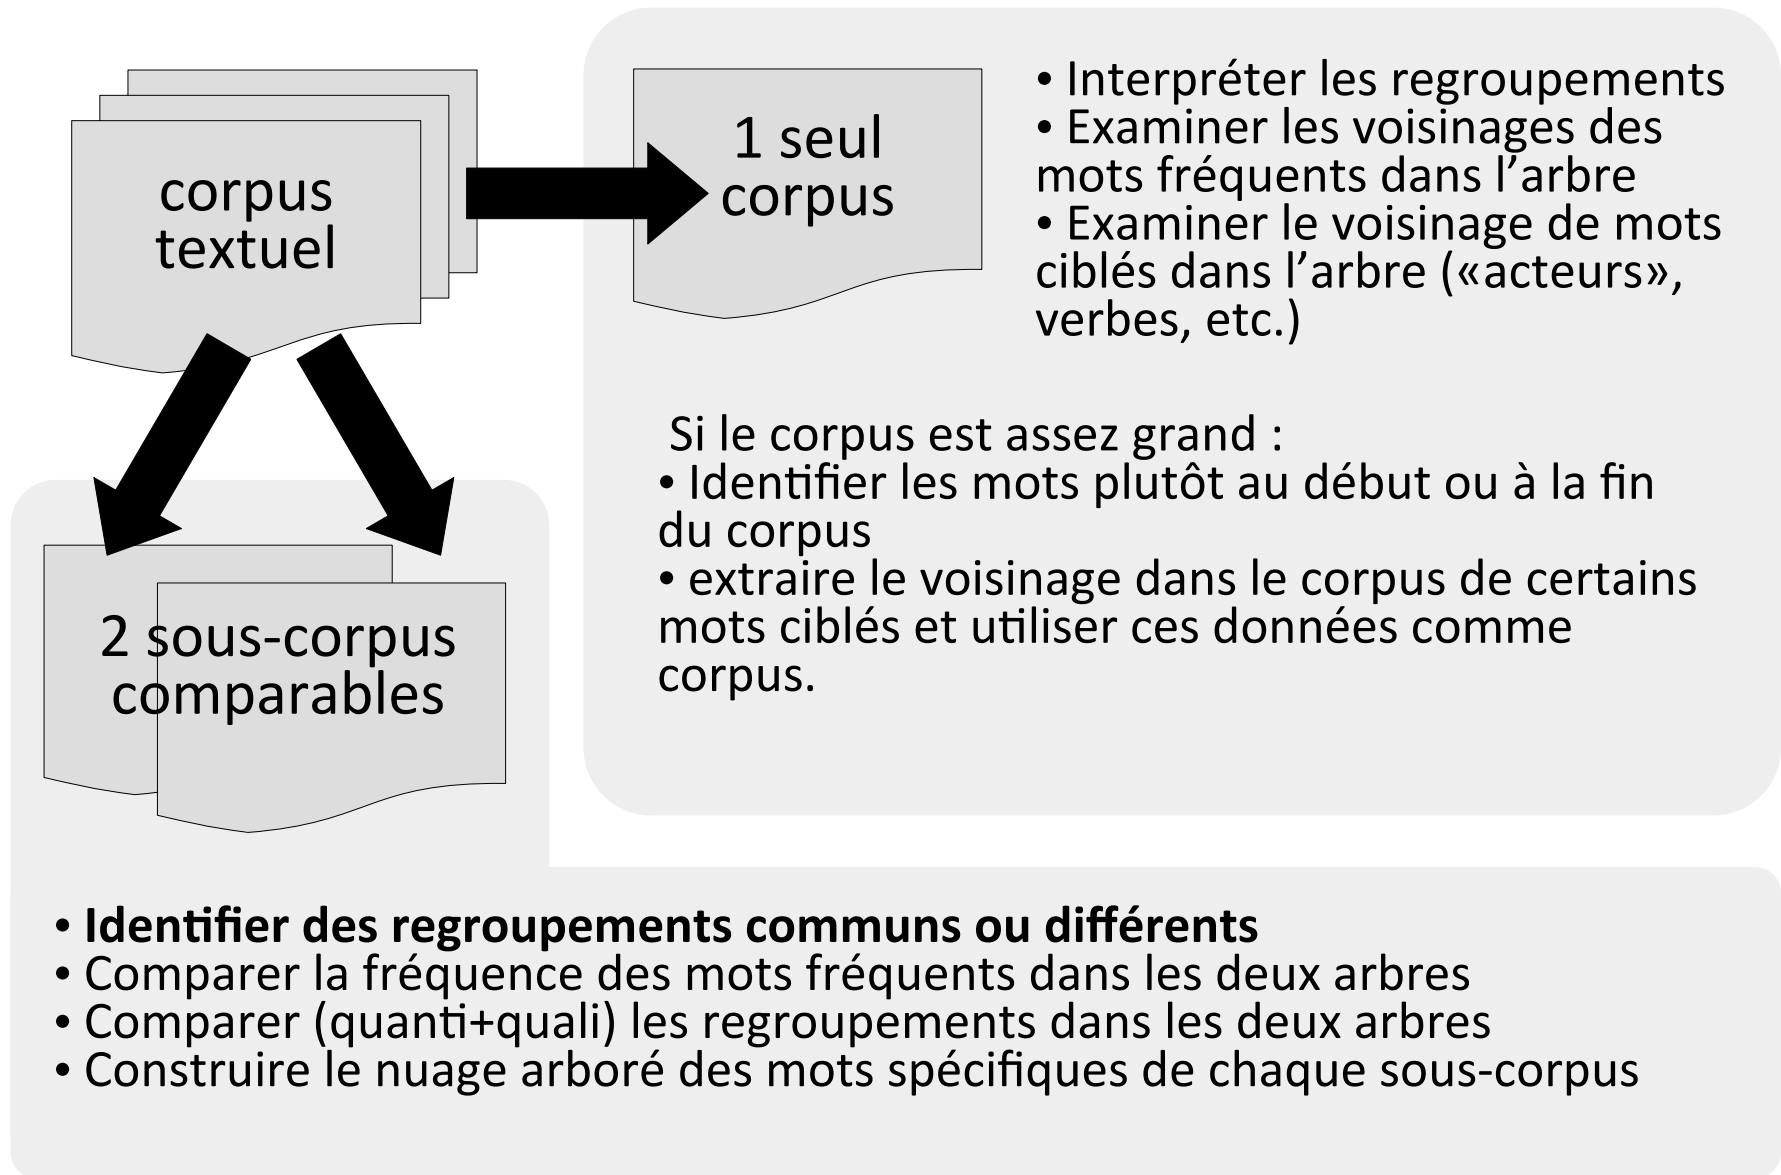 corpus
textuel
1 seul
corpus
• Interpréter les regroupements
• Examiner les voisinages des
mots fréquents dans l’arbre
• Examiner le voisinage de mots
ciblés dans l’arbre («acteurs»,
verbes, etc.)
Si le corpus est assez grand :
• Identifier les mots plutôt au début ou à la fin
du corpus
• extraire le voisinage dans le corpus de certains
mots ciblés et utiliser ces données comme
corpus.
2 sous-corpus
comparables
• Identifier des regroupements communs ou différents
• Comparer la fréquence des mots fréquents dans les deux arbres
• Comparer (quanti+quali) les regroupements dans les deux arbres
• Construire le nuage arboré des mots spécifiques de chaque sous-corpus